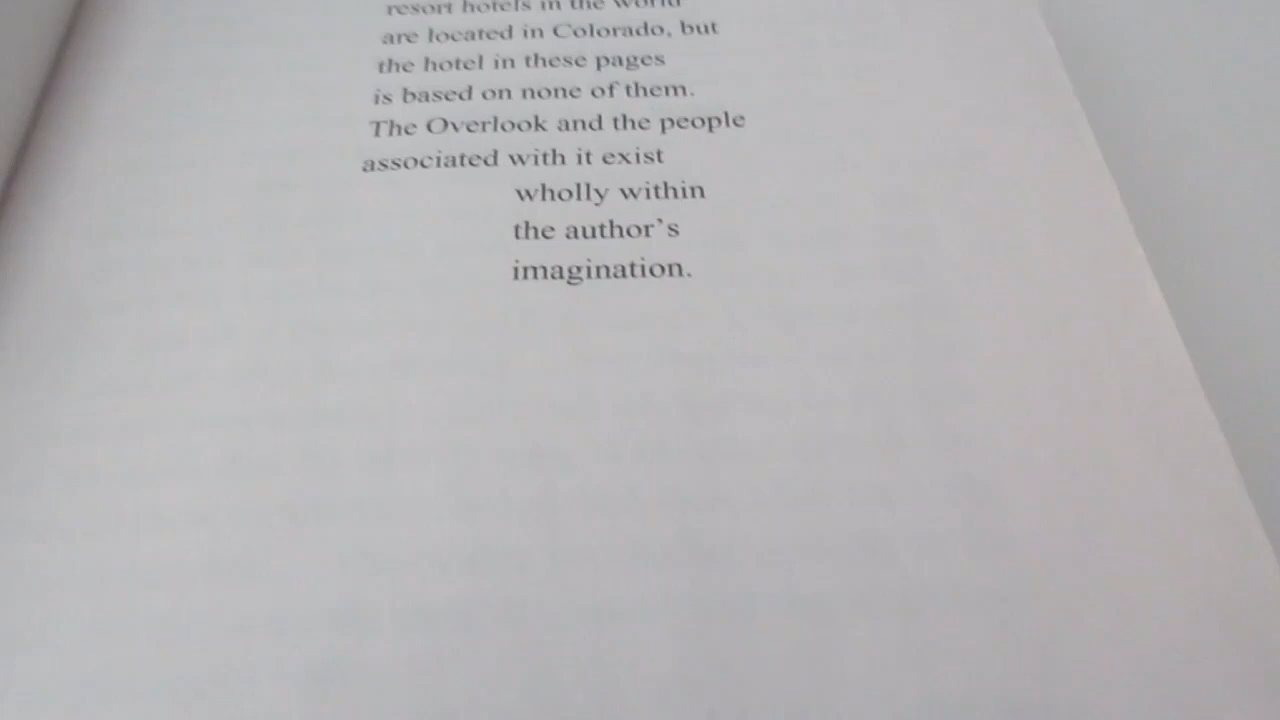 resort hotels in the world
are located in Colorado, but
the hotel in these pages
is based on none of them.
The Overlook and the people
associated with it exist
wholly within
the author's
imagination.